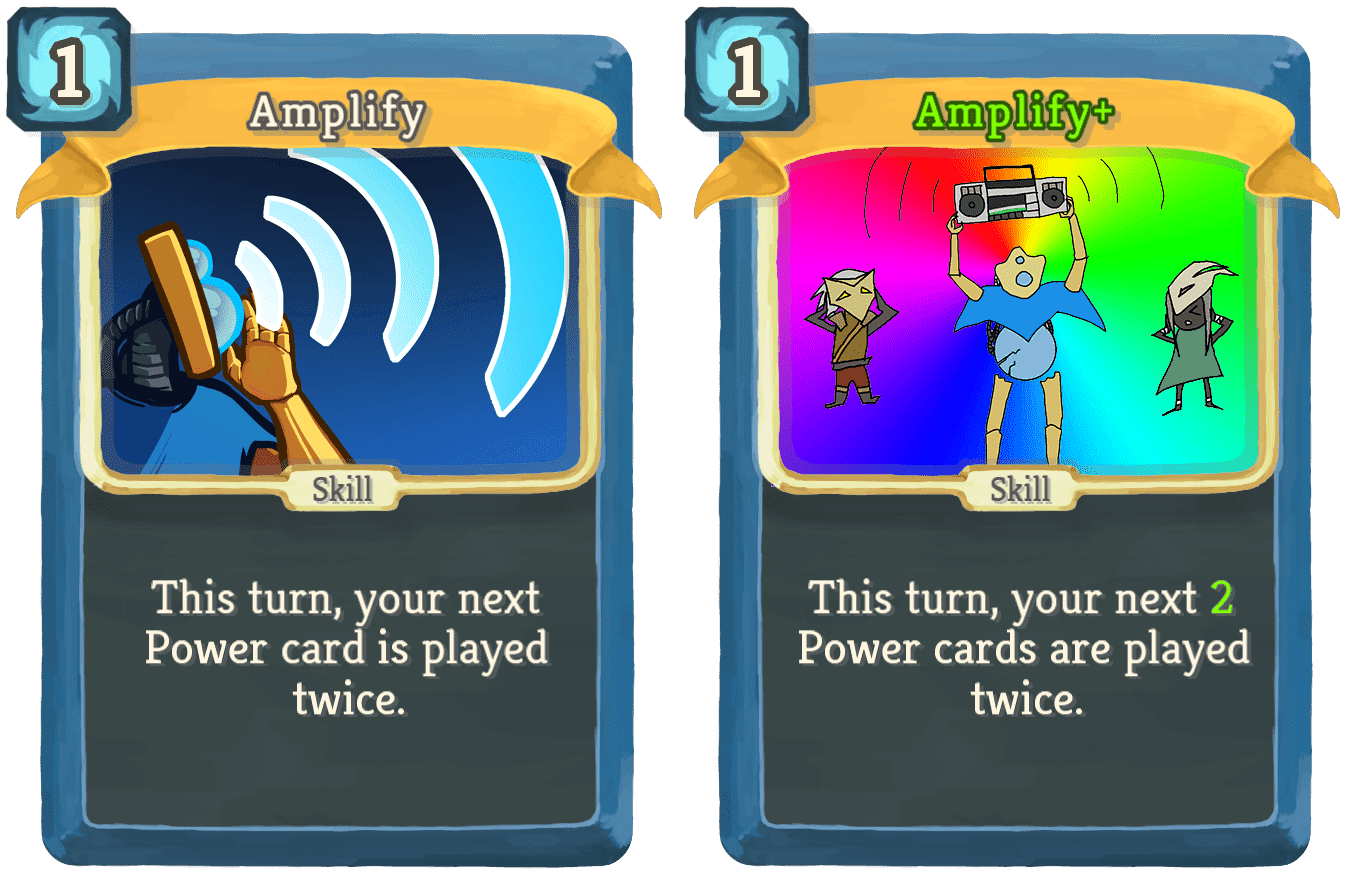 1
Amplify
Skill
This turn, your next
Power card is played
twice.
1
Amplify+
Skill
This turn, your next 2
Power cards are played
twice.